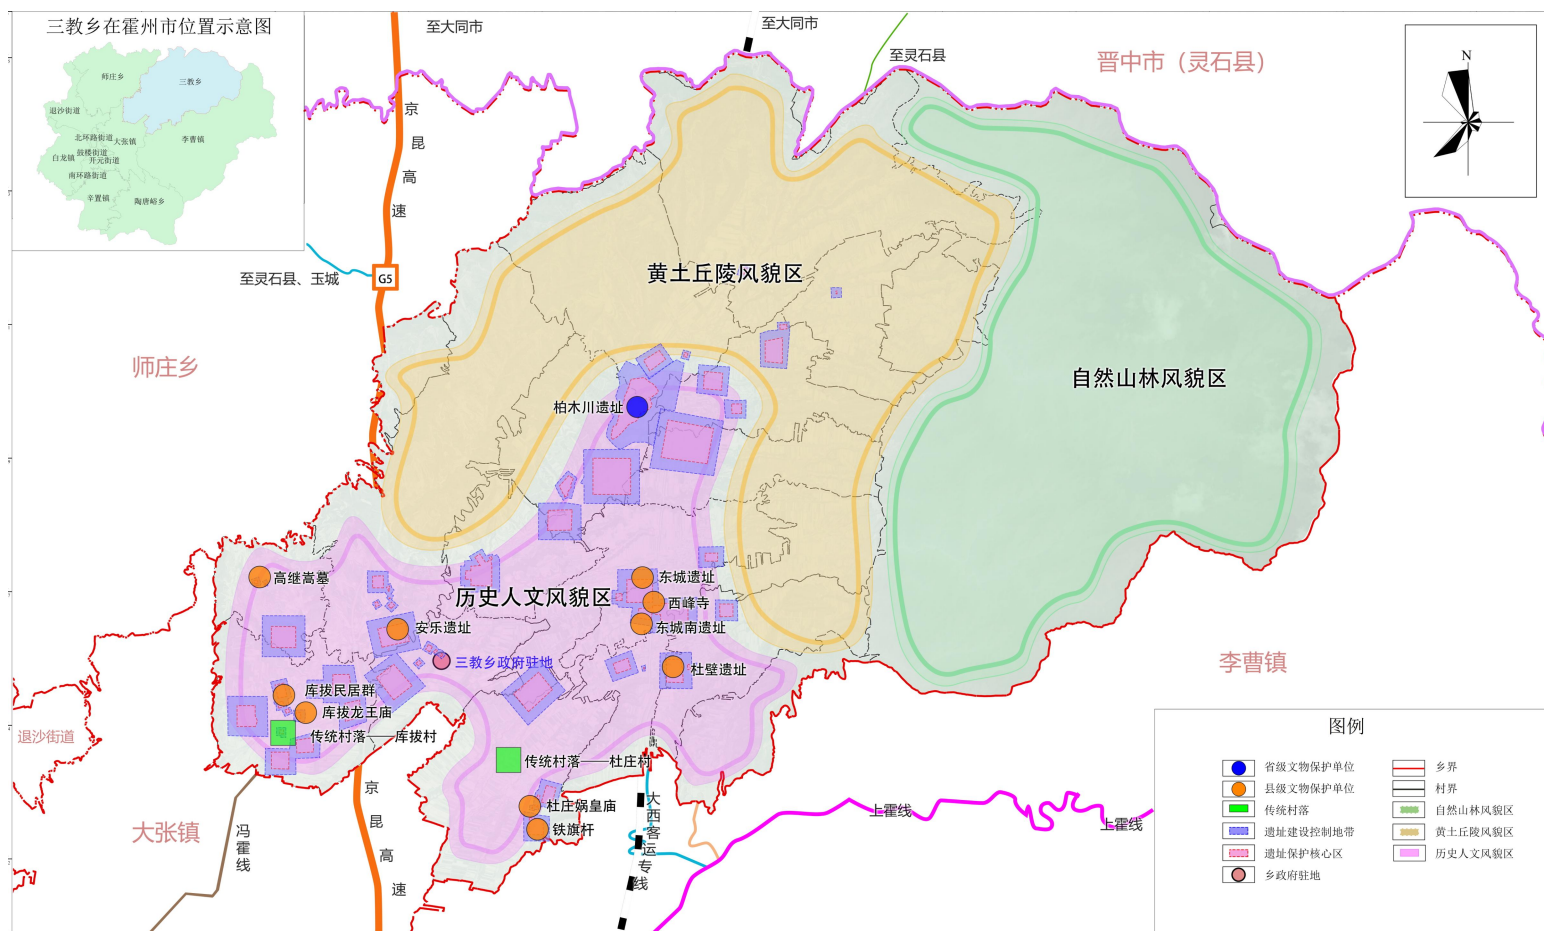 三教乡在霍州市位置示意图
师庄乡
三教乡
退沙街道
北环路街道
大张镇
李曹镇
鼓楼街道
白龙镇
开元街道
南环路街道
辛置镇
陶唐峪乡
至大同市
至大同市
至灵石县
晋中市（灵石县）
N
京昆高速
G5
至灵石县、玉城
黄土丘陵风貌区
师庄乡
自然山林风貌区
柏木川遗址
高继嵩墓
历史人文风貌区
东城遗址
西峰寺
东城南遗址
安乐遗址
三教乡政府驻地
杜壁遗址
李曹镇
库拔民居群
库拔龙王庙
传统村落——库拔村
退沙街道
传统村落——杜庄村
杜庄娲皇庙
铁旗杆
大张镇
冯霍线
京昆高速
大西客运专线
上霍线
上霍线
图例
省级文物保护单位
县级文物保护单位
传统村落
遗址建设控制地带
遗址保护核心区
乡政府驻地
乡界
村界
自然山林风貌区
黄土丘陵风貌区
历史人文风貌区